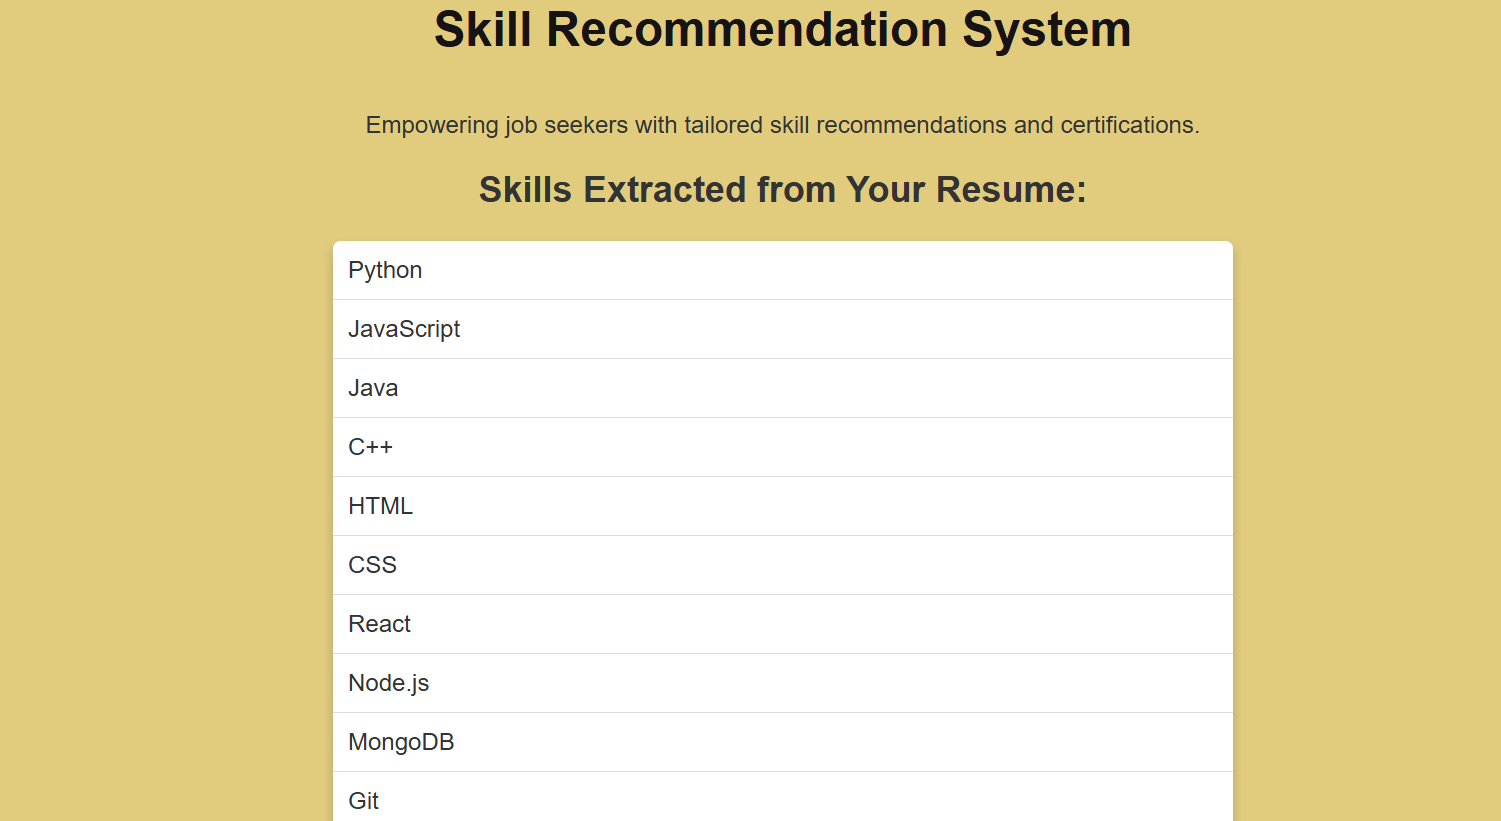 Skill Recommendation System
Empowering job seekers with tailored skill recommendations and certifications.
Skills Extracted from Your Resume:
Python
JavaScript
Java
C++
HTML
CSS
React
Node.js
MongoDB
Git